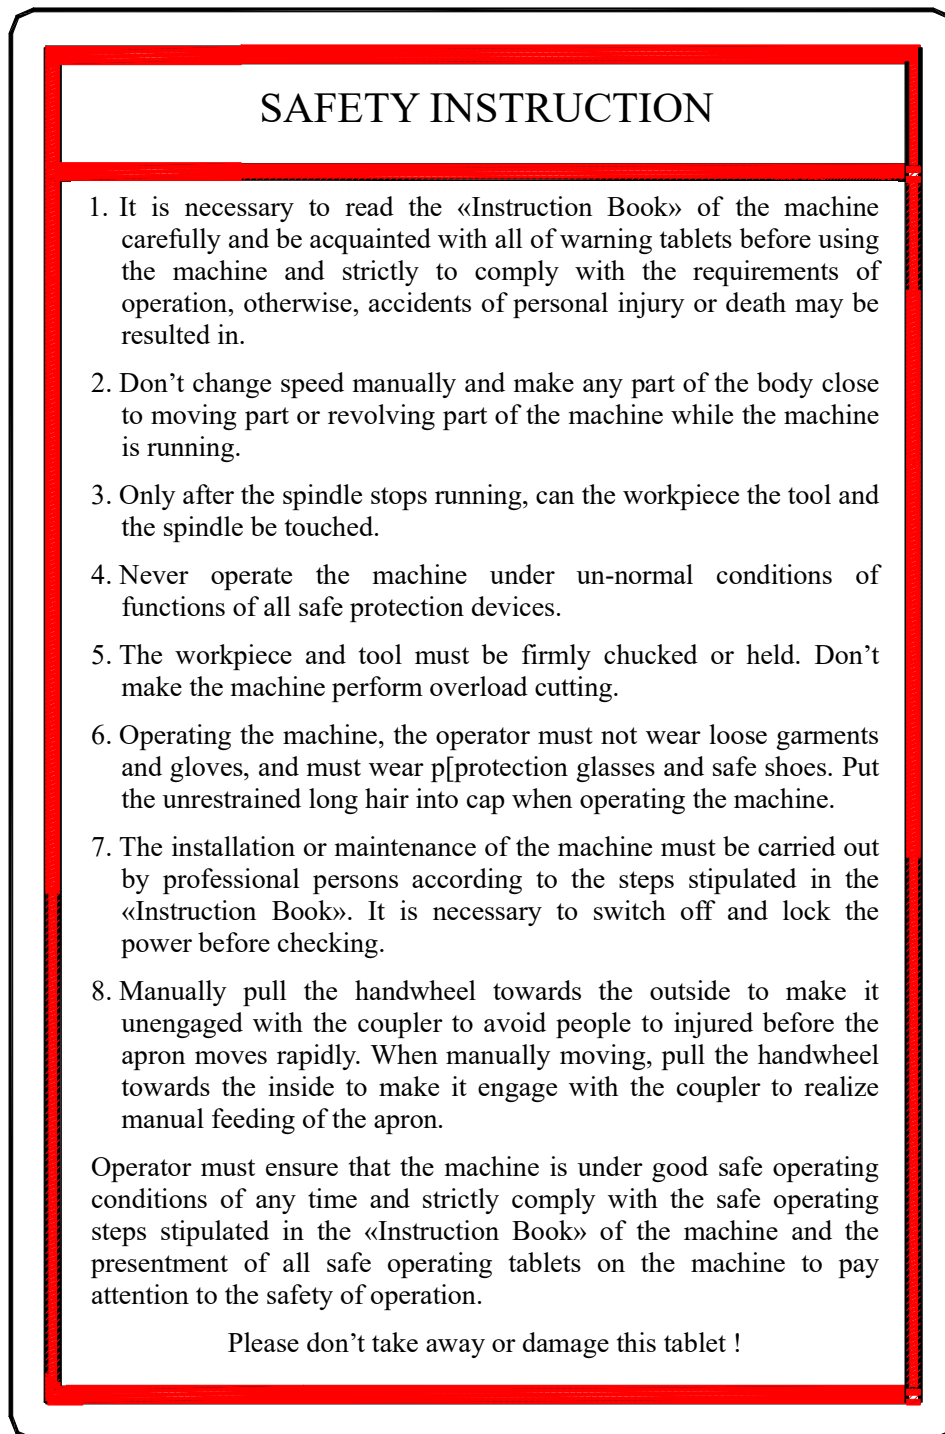 SAFETY INSTRUCTION
1. It is necessary to read the «Instruction Book» of the machine
carefully and be acquainted with all of warning tablets before using
the machine and strictly to comply with the requirements of
operation, otherwise, accidents of personal injury or death may be
resulted in.
2. Don’t change speed manually and make any part of the body close
to moving part or revolving part of the machine while the machine
is running.
3. Only after the spindle stops running, can the workpiece the tool and
the spindle be touched.
4. Never operate the machine under un-normal conditions of
functions of all safe protection devices.
5. The workpiece and tool must be firmly chucked or held. Don’t
make the machine perform overload cutting.
6. Operating the machine, the operator must not wear loose garments
and gloves, and must wear p[protection glasses and safe shoes. Put
the unrestrained long hair into cap when operating the machine.
7. The installation or maintenance of the machine must be carried out
by professional persons according to the steps stipulated in the
«Instruction Book». It is necessary to switch off and lock the
power before checking.
8. Manually pull the handwheel towards the outside to make it
unengaged with the coupler to avoid people to injured before the
apron moves rapidly. When manually moving, pull the handwheel
towards the inside to make it engage with the coupler to realize
manual feeding of the apron.
Operator must ensure that the machine is under good safe operating
conditions of any time and strictly comply with the safe operating
steps stipulated in the «Instruction Book» of the machine and the
presentment of all safe operating tablets on the machine to pay
attention to the safety of operation.
Please don’t take away or damage this tablet !